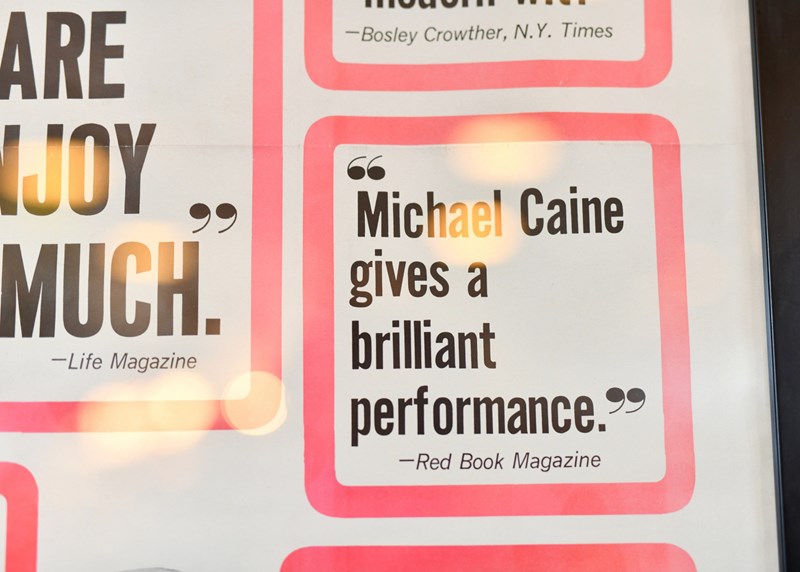 ARE
NJOY
MUCH.”
—Life Magazine
—Bosley Crowther, N.Y. Times
“Michael Caine
gives a
brilliant
performance.”
—Red Book Magazine